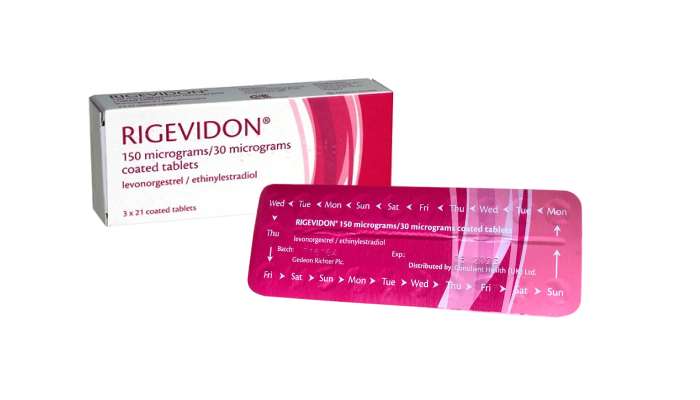 RIGEVIDON®
150 micrograms/30 micrograms
coated tablets
levonorgestrel / ethinylestradiol
3 x 21 coated tablets
Wed Tue Mon Sun Sat Fri Thu Wed Tue Mon
RIGEVIDON® 150 micrograms/30 micrograms coated tablets
Thu
levonorgestrel / ethinylestradiol
Batch: Exp:
Gedeon Richter Plc. Distributed by: Consilient Health (UK) Ltd.
Fri Sat Sun Mon Tue Wed Thu Fri Sat Sun